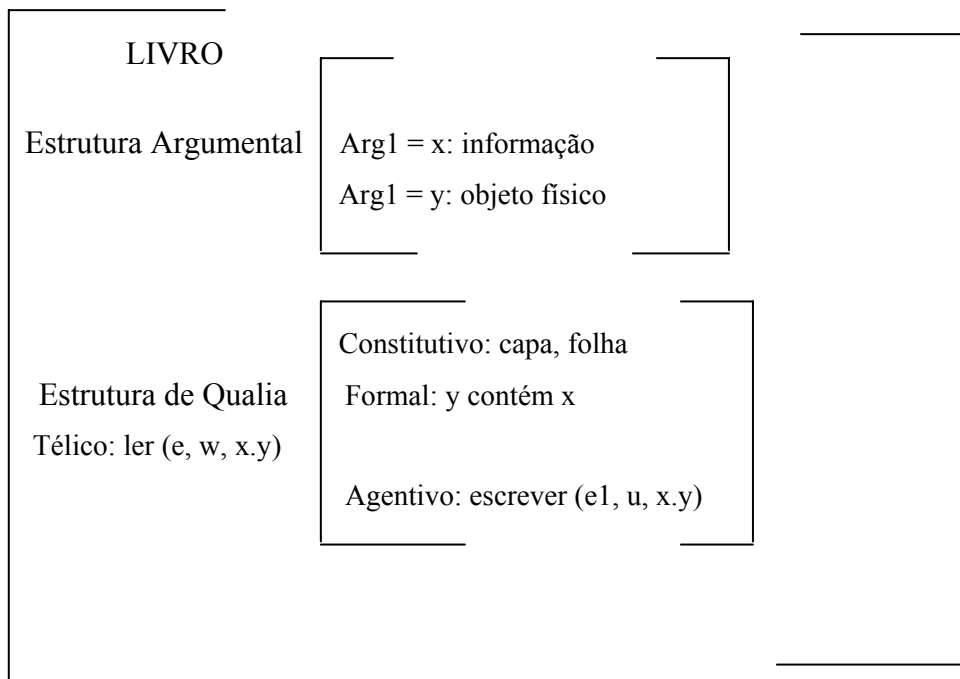 LIVRO
Estrutura Argumental
Arg1 = x: informação
Arg1 = y: objeto físico
Constitutivo: capa, folha
Estrutura de Qualia
Formal: y contém x
Télico: ler (e, w, x.y)
Agentivo: escrever (e1, u, x.y)